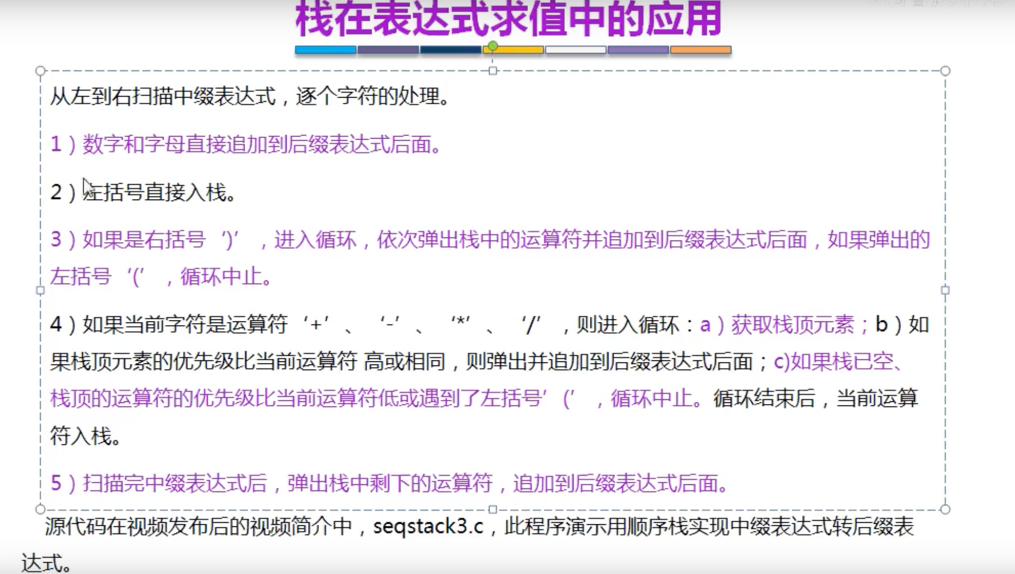 栈在表达式求值中的应用
从左到右扫描中缀表达式，逐个字符的处理。
1）数字和字母直接追加到后缀表达式后面。
2）左括号直接入栈。
3）如果是右括号‘)’，进入循环，依次弹出栈中的运算符并追加到后缀表达式后面，如果弹出的
左括号‘(’，循环中止。
4）如果当前字符是运算符‘+’、‘-’、‘*’、‘/’，则进入循环：a）获取栈顶元素；b）如
果栈顶元素的优先级比当前运算符 高或相同，则弹出并追加到后缀表达式后面；c)如果栈已空、
栈顶的运算符的优先级比当前运算符低或遇到了左括号’(’，循环中止。循环结束后，当前运算
符入栈。
5）扫描完中缀表达式后，弹出栈中剩下的运算符，追加到后缀表达式后面。
源代码在视频发布后的视频简介中，seqstack3.c，此程序演示用顺序栈实现中缀表达式转后缀表
达式。